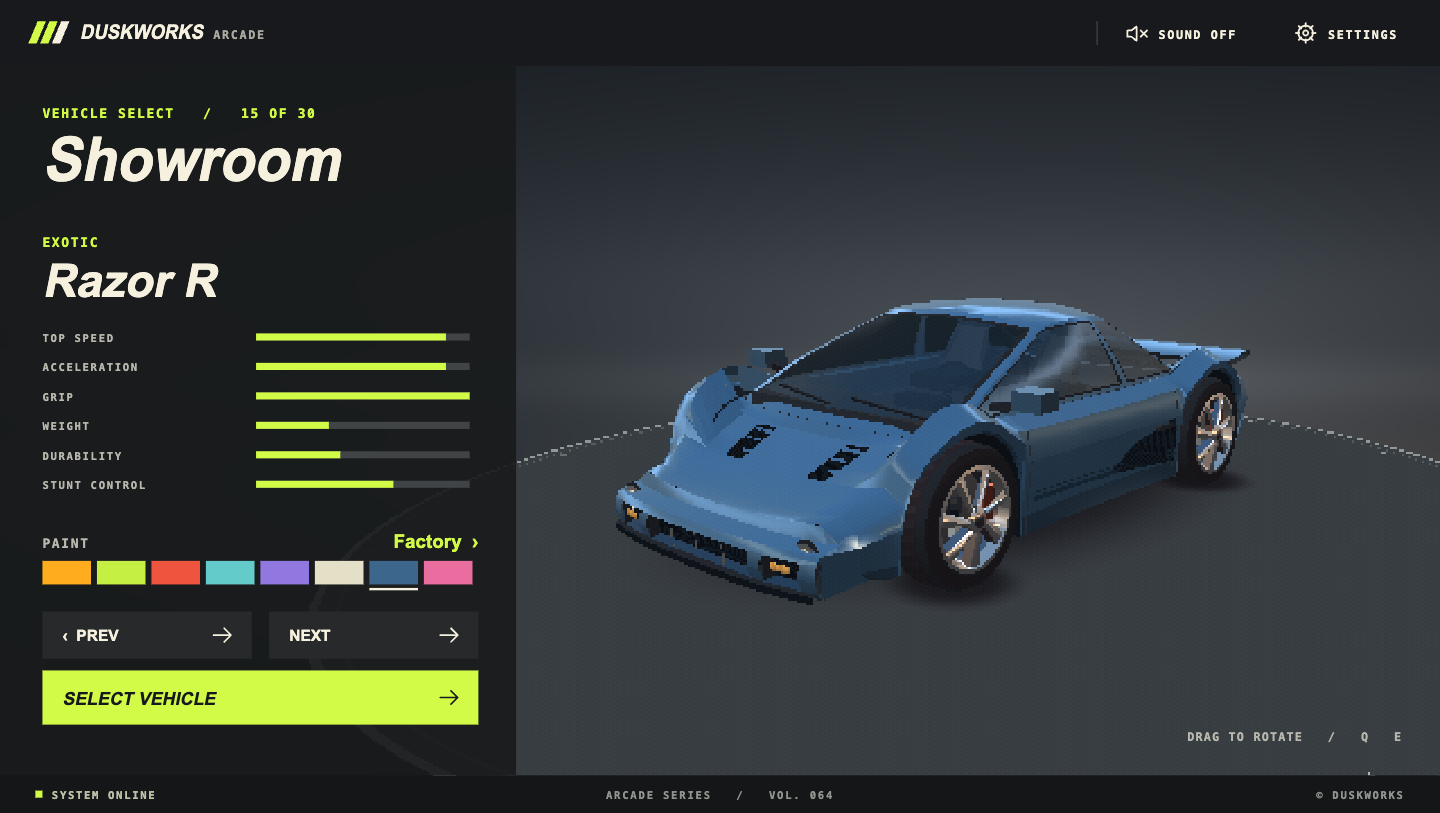 DUSKWORKS ARCADE
SOUND OFF
SETTINGS
VEHICLE SELECT / 15 OF 30
Showroom
EXOTIC
Razor R
TOP SPEED
ACCELERATION
GRIP
WEIGHT
DURABILITY
STUNT CONTROL
PAINT
Factory ›
‹ PREV →
NEXT →
SELECT VEHICLE →
DRAG TO ROTATE / Q E
SYSTEM ONLINE
ARCADE SERIES / VOL. 064
© DUSKWORKS